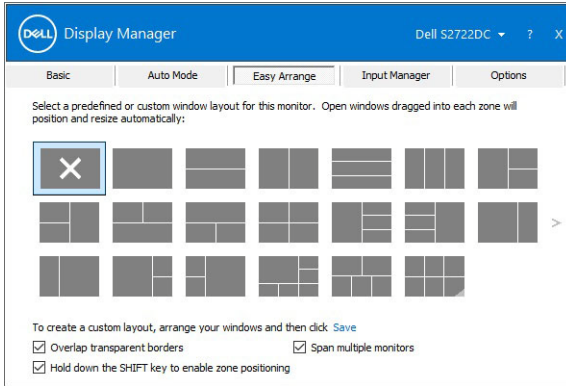 DELL Display Manager Dell S2722DC ? X
Basic Auto Mode Easy Arrange Input Manager Options
Select a predefined or custom window layout for this monitor. Open windows dragged into each zone will
position and resize automatically:
>
To create a custom layout, arrange your windows and then click Save
Overlap transparent borders Span multiple monitors
Hold down the SHIFT key to enable zone positioning